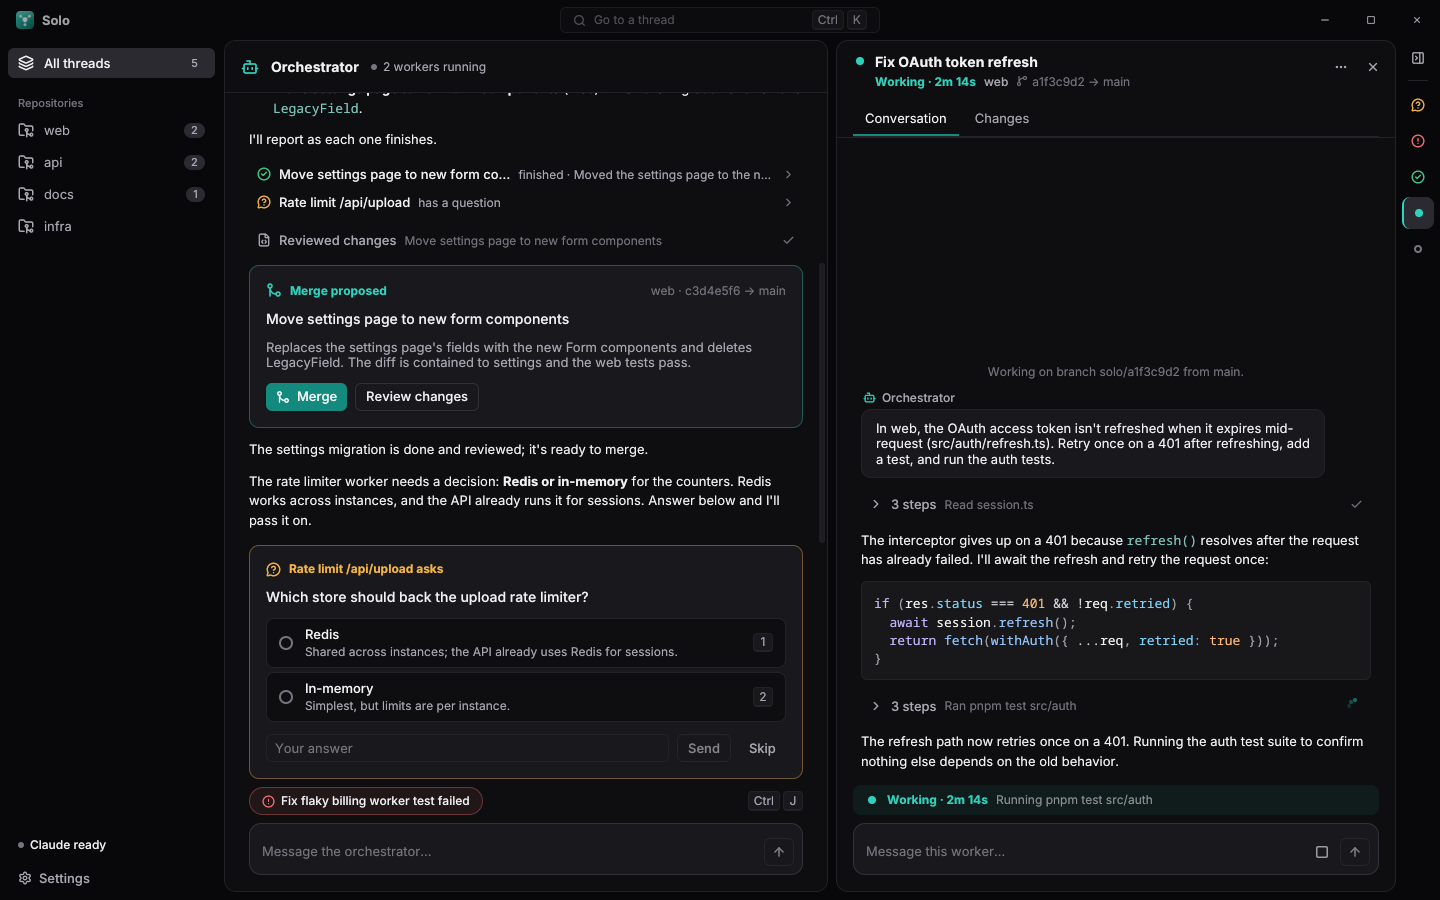 Solo
Go to a thread
Ctrl K
All threads 5
Repositories
web 2
api 2
docs 1
infra
Claude ready
Settings
Orchestrator
2 workers running
LegacyField.
I'll report as each one finishes.
Move settings page to new form co... finished · Moved the settings page to the n...
Rate limit /api/upload has a question
Reviewed changes Move settings page to new form components
Merge proposed
web · c3d4e5f6 → main
Move settings page to new form components
Replaces the settings page's fields with the new Form components and deletes
LegacyField. The diff is contained to settings and the web tests pass.
Merge
Review changes
The settings migration is done and reviewed; it's ready to merge.
The rate limiter worker needs a decision: Redis or in-memory for the counters. Redis
works across instances, and the API already runs it for sessions. Answer below and I'll
pass it on.
Rate limit /api/upload asks
Which store should back the upload rate limiter?
Redis
Shared across instances; the API already uses Redis for sessions.
1
In-memory
Simplest, but limits are per instance.
2
Your answer
Send
Skip
Fix flaky billing worker test failed
Ctrl J
Message the orchestrator...
Fix OAuth token refresh
Working · 2m 14s web a1f3c9d2 → main
Conversation
Changes
Working on branch solo/a1f3c9d2 from main.
Orchestrator
In web, the OAuth access token isn't refreshed when it expires mid-
request (src/auth/refresh.ts). Retry once on a 401 after refreshing, add
a test, and run the auth tests.
3 steps Read session.ts
The interceptor gives up on a 401 because refresh() resolves after the request
has already failed. I'll await the refresh and retry the request once:
if (res.status === 401 && !req.retried) {
  await session.refresh();
  return fetch(withAuth({ ...req, retried: true }));
}
3 steps Ran pnpm test src/auth
The refresh path now retries once on a 401. Running the auth test suite to confirm
nothing else depends on the old behavior.
Working · 2m 14s Running pnpm test src/auth
Message this worker...